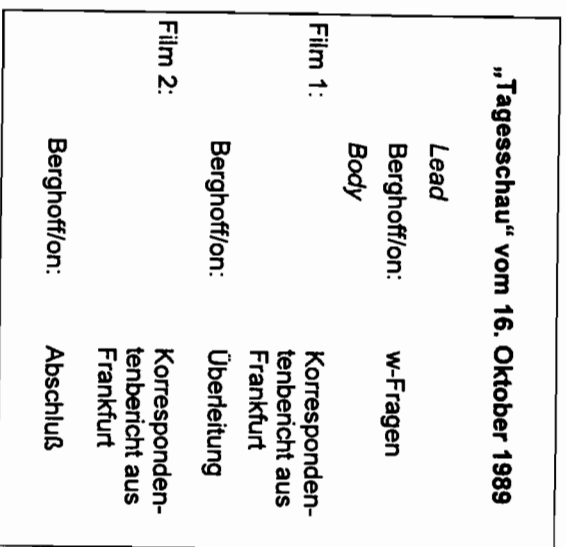 „Tagesschau“ vom 16. Oktober 1989
Lead
Berghoff/on: w-Fragen
Body
Film 1: Korresponden-
tenbericht aus
Frankfurt
Berghoff/on: Überleitung
Film 2: Korresponden-
tenbericht aus
Frankfurt
Berghoff/on: Abschluß